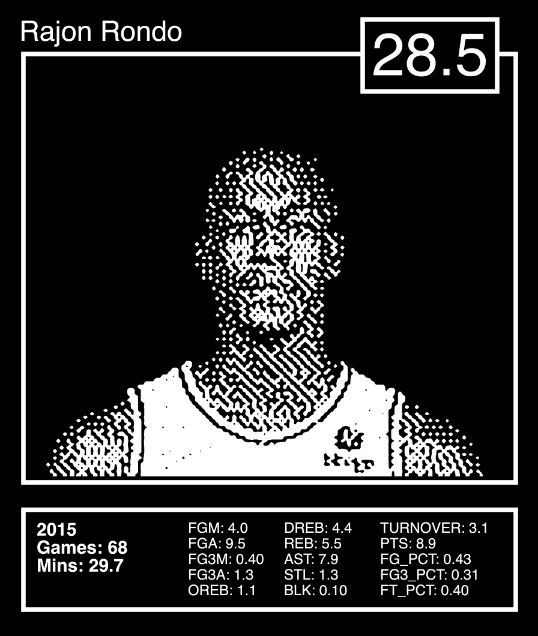 Rajon Rondo
28.5
2015
Games: 68
Mins: 29.7
FGM: 4.0
FGA: 9.5
FG3M: 0.40
FG3A: 1.3
OREB: 1.1
DREB: 4.4
REB: 5.5
AST: 7.9
STL: 1.3
BLK: 0.10
TURNOVER: 3.1
PTS: 8.9
FG_PCT: 0.43
FG3_PCT: 0.31
FT_PCT: 0.40